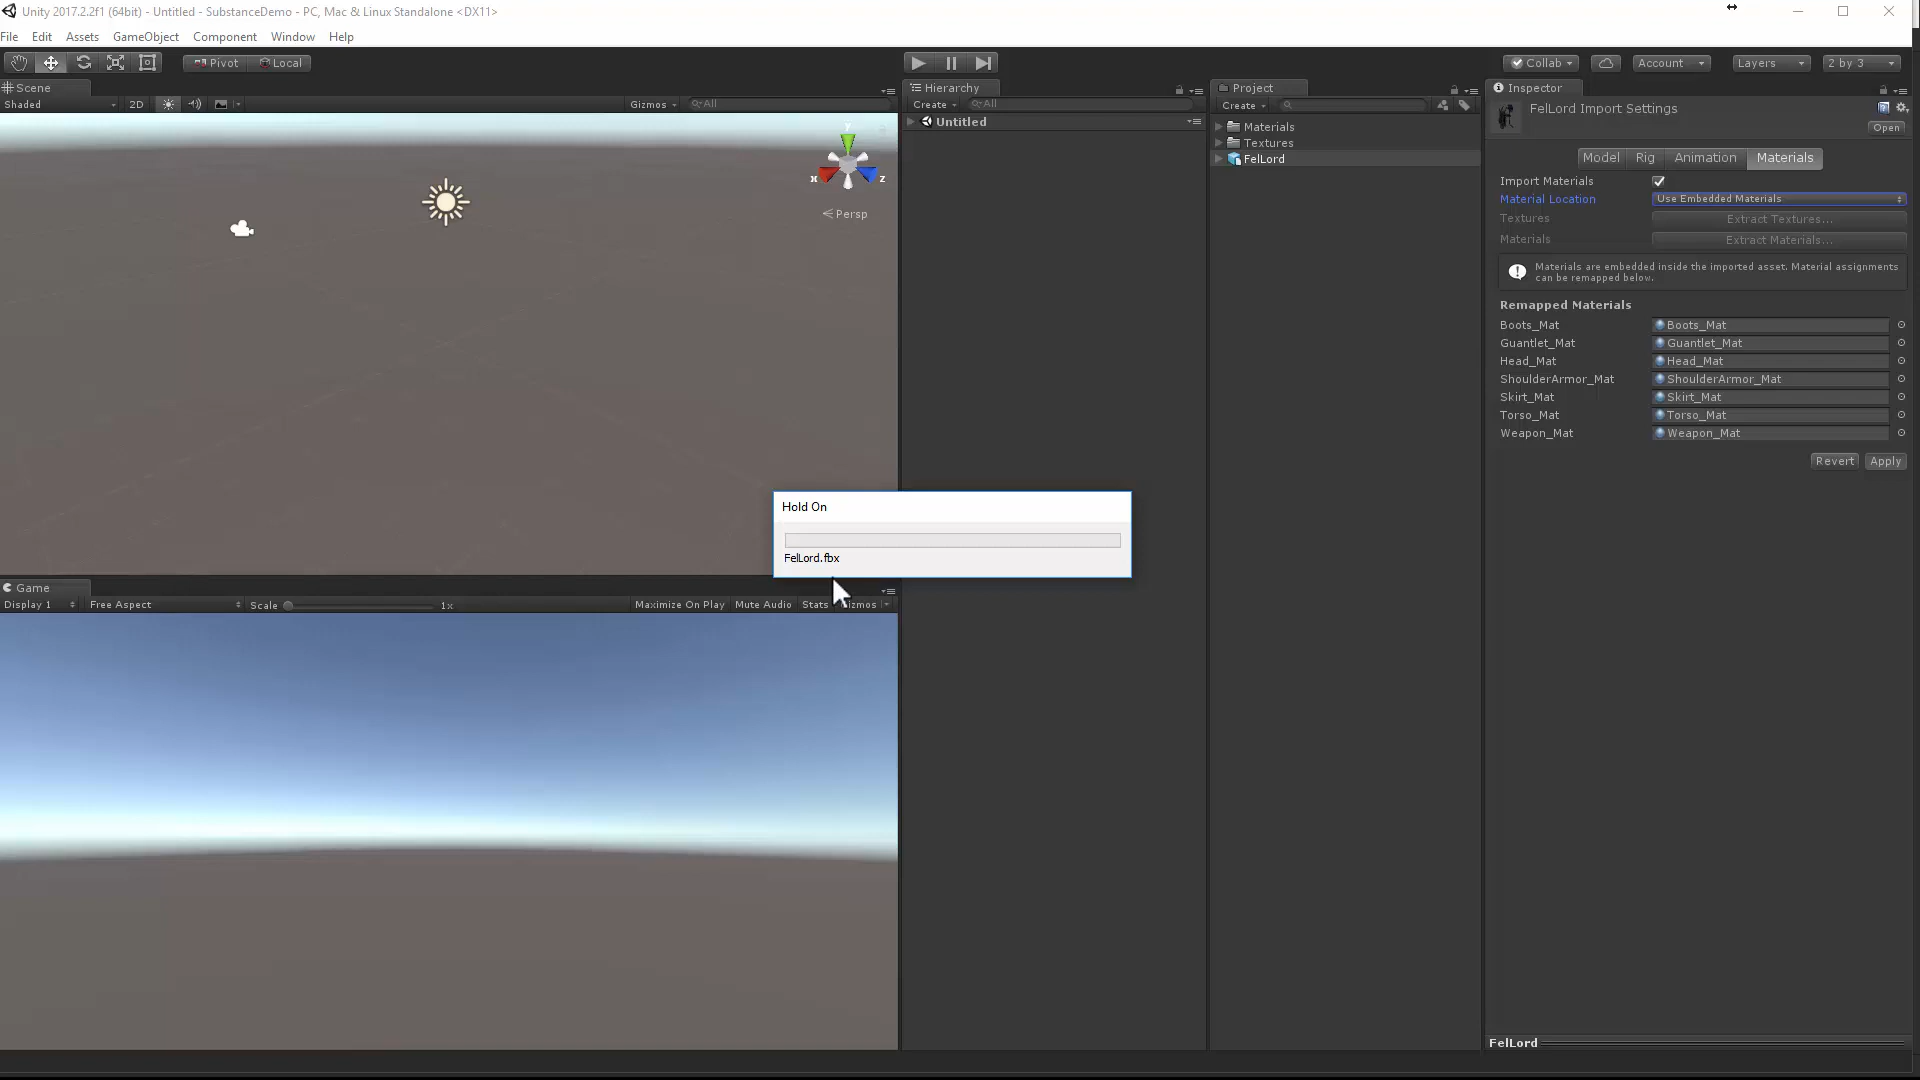 Unity 2017.2.2f1 (64bit) - Untitled - SubstanceDemo - PC, Mac & Linux Standalone <DX11>
File Edit Assets GameObject Component Window Help
Pivot Local Collab Account Layers 2 by 3
Scene
Shaded 2D Gizmos All
y
x z
Persp
Game
Display 1 Free Aspect Scale 1x Maximize On Play Mute Audio Stats Gizmos
Hierarchy
Create All
Untitled
Hold On
FelLord.fbx
Project
Create
Materials
Textures
FelLord
Inspector
FelLord Import Settings
Open
Model Rig Animation Materials
Import Materials
Material Location Use Embedded Materials
Textures Extract Textures...
Materials Extract Materials...
Materials are embedded inside the imported asset. Material assignments
can be remapped below.
Remapped Materials
Boots_Mat Boots_Mat
Guantlet_Mat Guantlet_Mat
Head_Mat Head_Mat
ShoulderArmor_Mat ShoulderArmor_Mat
Skirt_Mat Skirt_Mat
Torso_Mat Torso_Mat
Weapon_Mat Weapon_Mat
Revert Apply
FelLord